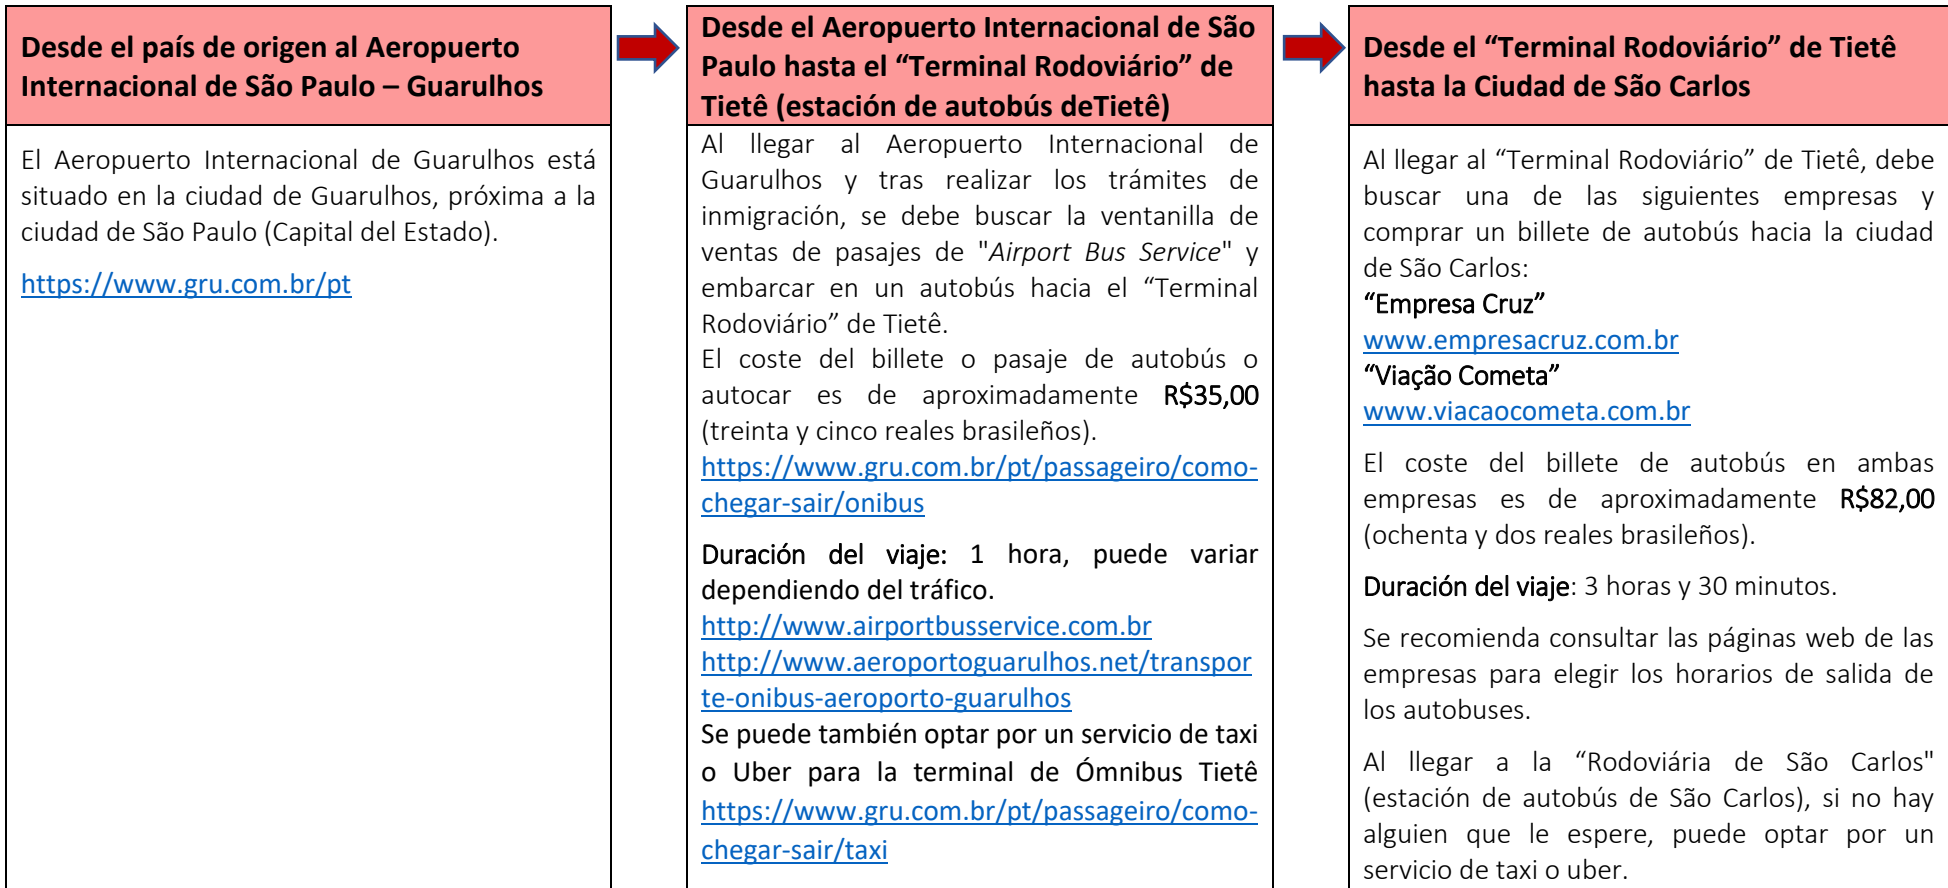 Desde el país de origen al Aeropuerto
Internacional de São Paulo – Guarulhos
El Aeropuerto Internacional de Guarulhos está
situado en la ciudad de Guarulhos, próxima a la
ciudad de São Paulo (Capital del Estado).
https://www.gru.com.br/pt
Desde el Aeropuerto Internacional de São
Paulo hasta el “Terminal Rodoviário” de
Tietê (estación de autobús deTietê)
Al llegar al Aeropuerto Internacional de
Guarulhos y tras realizar los trámites de
inmigración, se debe buscar la ventanilla de
ventas de pasajes de "Airport Bus Service" y
embarcar en un autobús hacia el “Terminal
Rodoviário” de Tietê.
El coste del billete o pasaje de autobús o
autocar es de aproximadamente R$35,00
(treinta y cinco reales brasileños).
https://www.gru.com.br/pt/passageiro/como-
chegar-sair/onibus
Duración del viaje: 1 hora, puede variar
dependiendo del tráfico.
http://www.airportbusservice.com.br
http://www.aeroportoguarulhos.net/transpor
te-onibus-aeroporto-guarulhos
Se puede también optar por un servicio de taxi
o Uber para la terminal de Ómnibus Tietê
https://www.gru.com.br/pt/passageiro/como-
chegar-sair/taxi
Desde el “Terminal Rodoviário” de Tietê
hasta la Ciudad de São Carlos
Al llegar al “Terminal Rodoviário” de Tietê, debe
buscar una de las siguientes empresas y
comprar un billete de autobús hacia la ciudad
de São Carlos:
“Empresa Cruz”
www.empresacruz.com.br
“Viação Cometa”
www.viacaocometa.com.br
El coste del billete de autobús en ambas
empresas es de aproximadamente R$82,00
(ochenta y dos reales brasileños).
Duración del viaje: 3 horas y 30 minutos.
Se recomienda consultar las páginas web de las
empresas para elegir los horarios de salida de
los autobuses.
Al llegar a la “Rodoviária de São Carlos"
(estación de autobús de São Carlos), si no hay
alguien que le espere, puede optar por un
servicio de taxi o uber.